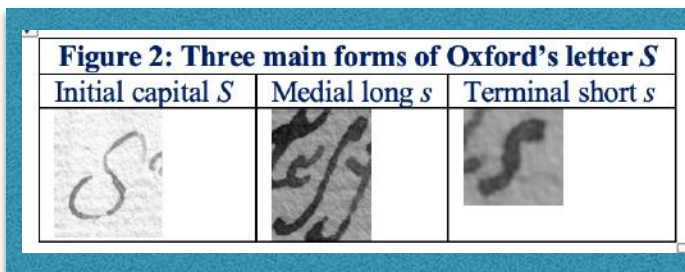 Figure 2: Three main forms of Oxford's letter S
Initial capital S Medial long s Terminal short s
S
s